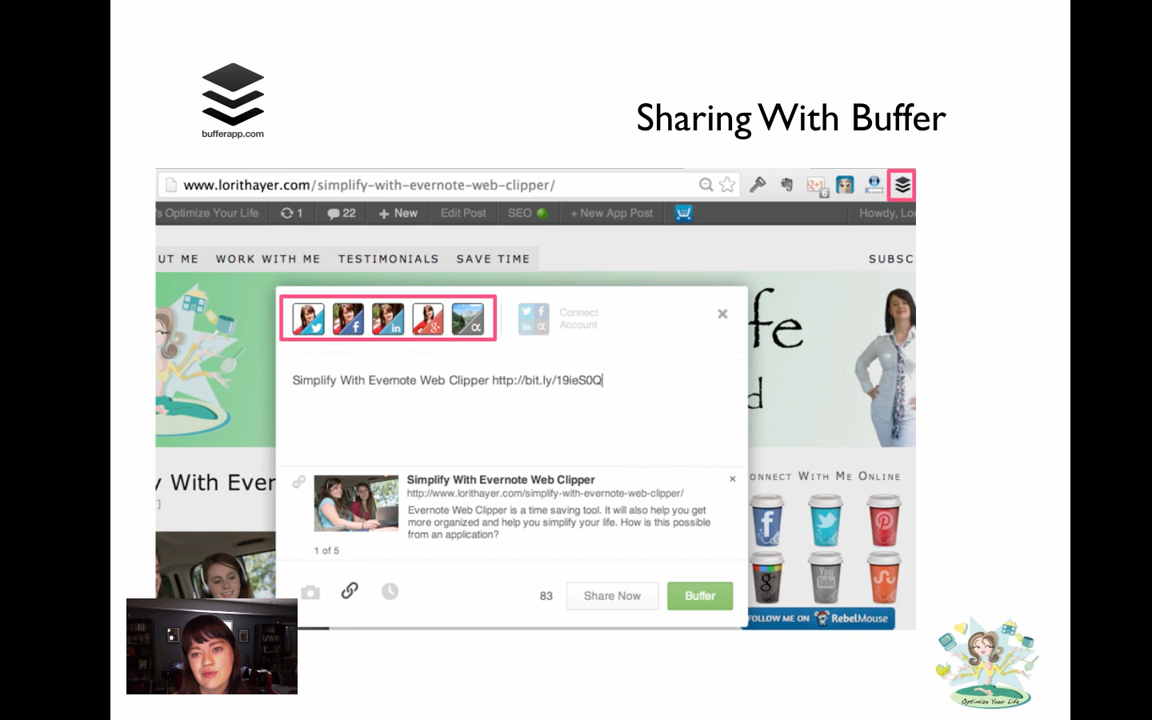 bufferapp.com
Sharing With Buffer
www.lorithayer.com/simplify-with-evernote-web-clipper/
's Optimize Your Life 1 22 + New Edit Post SEO + New App Post Howdy, Lor
UT ME WORK WITH ME TESTIMONIALS SAVE TIME SUBSC
Connect
Account
fe
d
Simplify With Evernote Web Clipper http://bit.ly/19ieS0Q
y With Ever
Simplify With Evernote Web Clipper
http://www.lorithayer.com/simplify-with-evernote-web-clipper/
Evernote Web Clipper is a time saving tool. It will also help you get
more organized and help you simplify your life. How is this possible
from an application?
1 of 5
ONNECT WITH ME ONLINE
You
Tube
83 Share Now Buffer
FOLLOW ME ON RebelMouse
Optimize Your Life